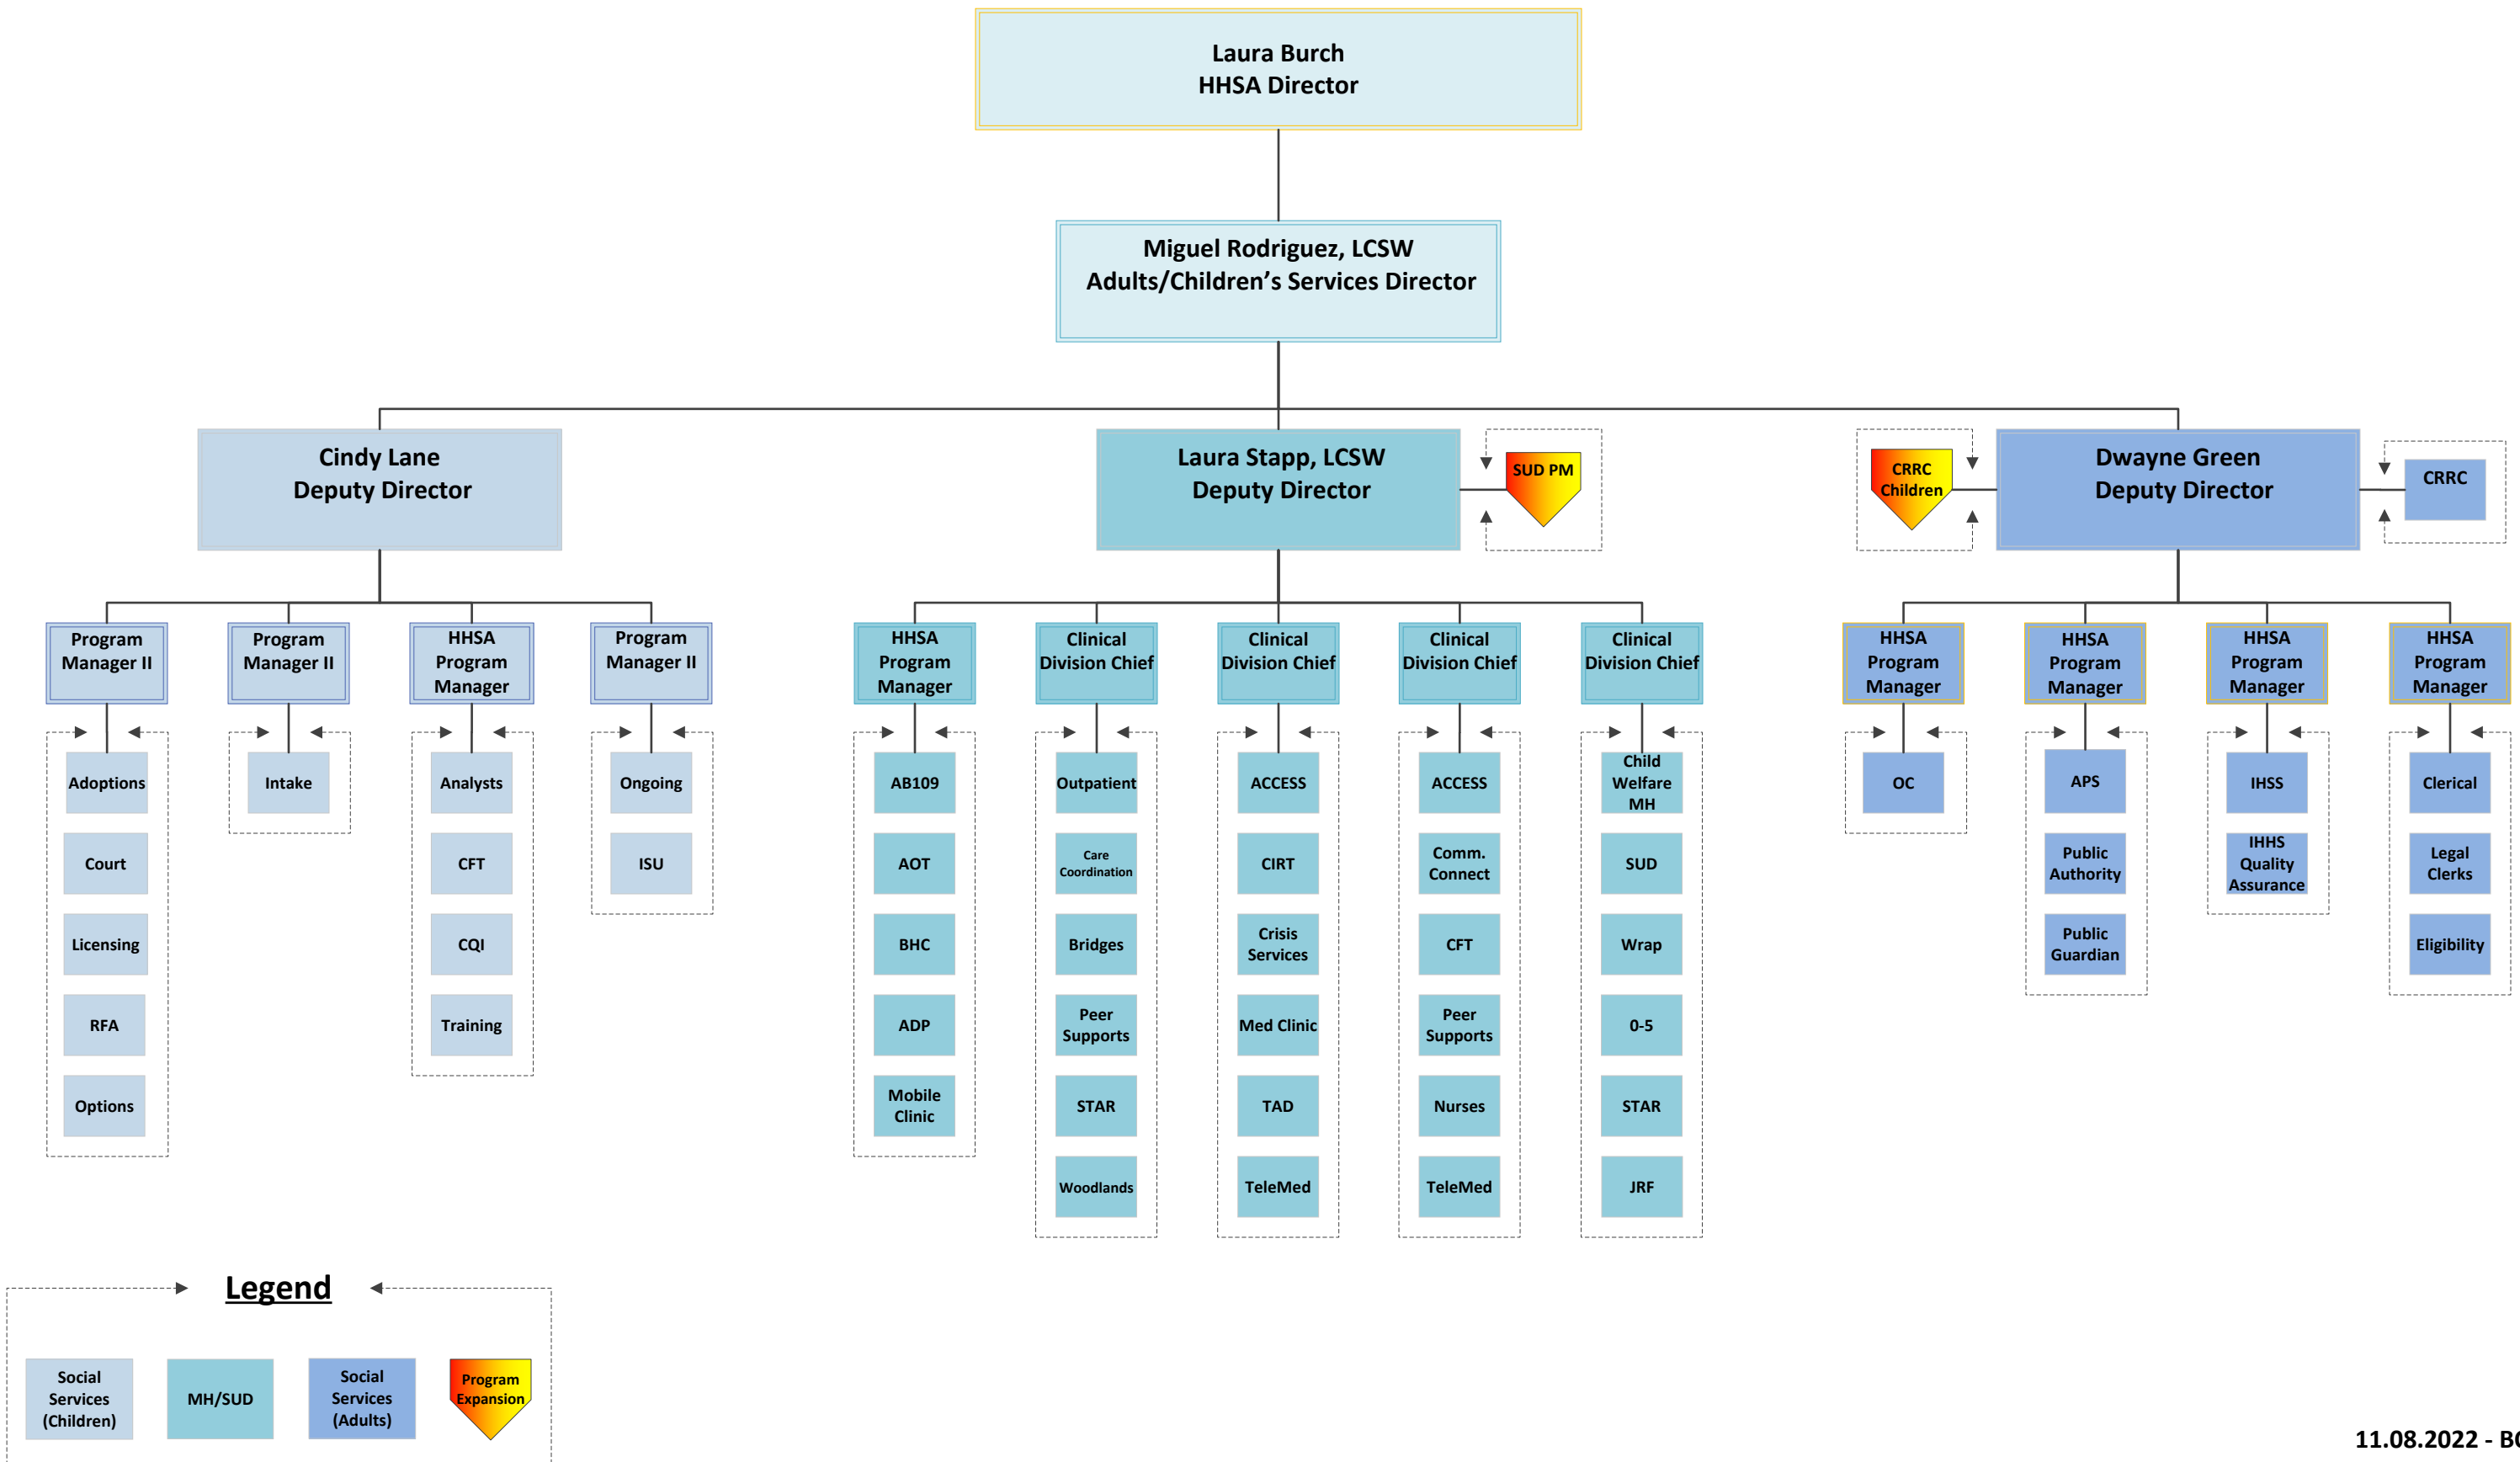 Laura Burch
HHSA Director
Miguel Rodriguez, LCSW
Adults/Children’s Services Director
Cindy Lane
Deputy Director
Laura Stapp, LCSW
Deputy Director
SUD PM
CRRC
Children
Dwayne Green
Deputy Director
CRRC
Program
Manager II
Program
Manager II
HHSA
Program
Manager
Program
Manager II
HHSA
Program
Manager
Clinical
Division Chief
Clinical
Division Chief
Clinical
Division Chief
Clinical
Division Chief
HHSA
Program
Manager
HHSA
Program
Manager
HHSA
Program
Manager
HHSA
Program
Manager
Adoptions
Intake
Analysts
Ongoing
AB109
Outpatient
ACCESS
ACCESS
Child
Welfare
MH
OC
APS
IHSS
Clerical
Court
CFT
ISU
AOT
Care
Coordination
CIRT
Comm.
Connect
SUD
Public
Authority
IHHS
Quality
Assurance
Legal
Clerks
Licensing
CQI
BHC
Bridges
Crisis
Services
CFT
Wrap
Public
Guardian
Eligibility
RFA
Training
ADP
Peer
Supports
Med Clinic
Peer
Supports
0-5
Options
Mobile
Clinic
STAR
TAD
Nurses
STAR
Woodlands
TeleMed
TeleMed
JRF
Legend
Social
Services
(Children)
MH/SUD
Social
Services
(Adults)
Program
Expansion
11.08.2022 -